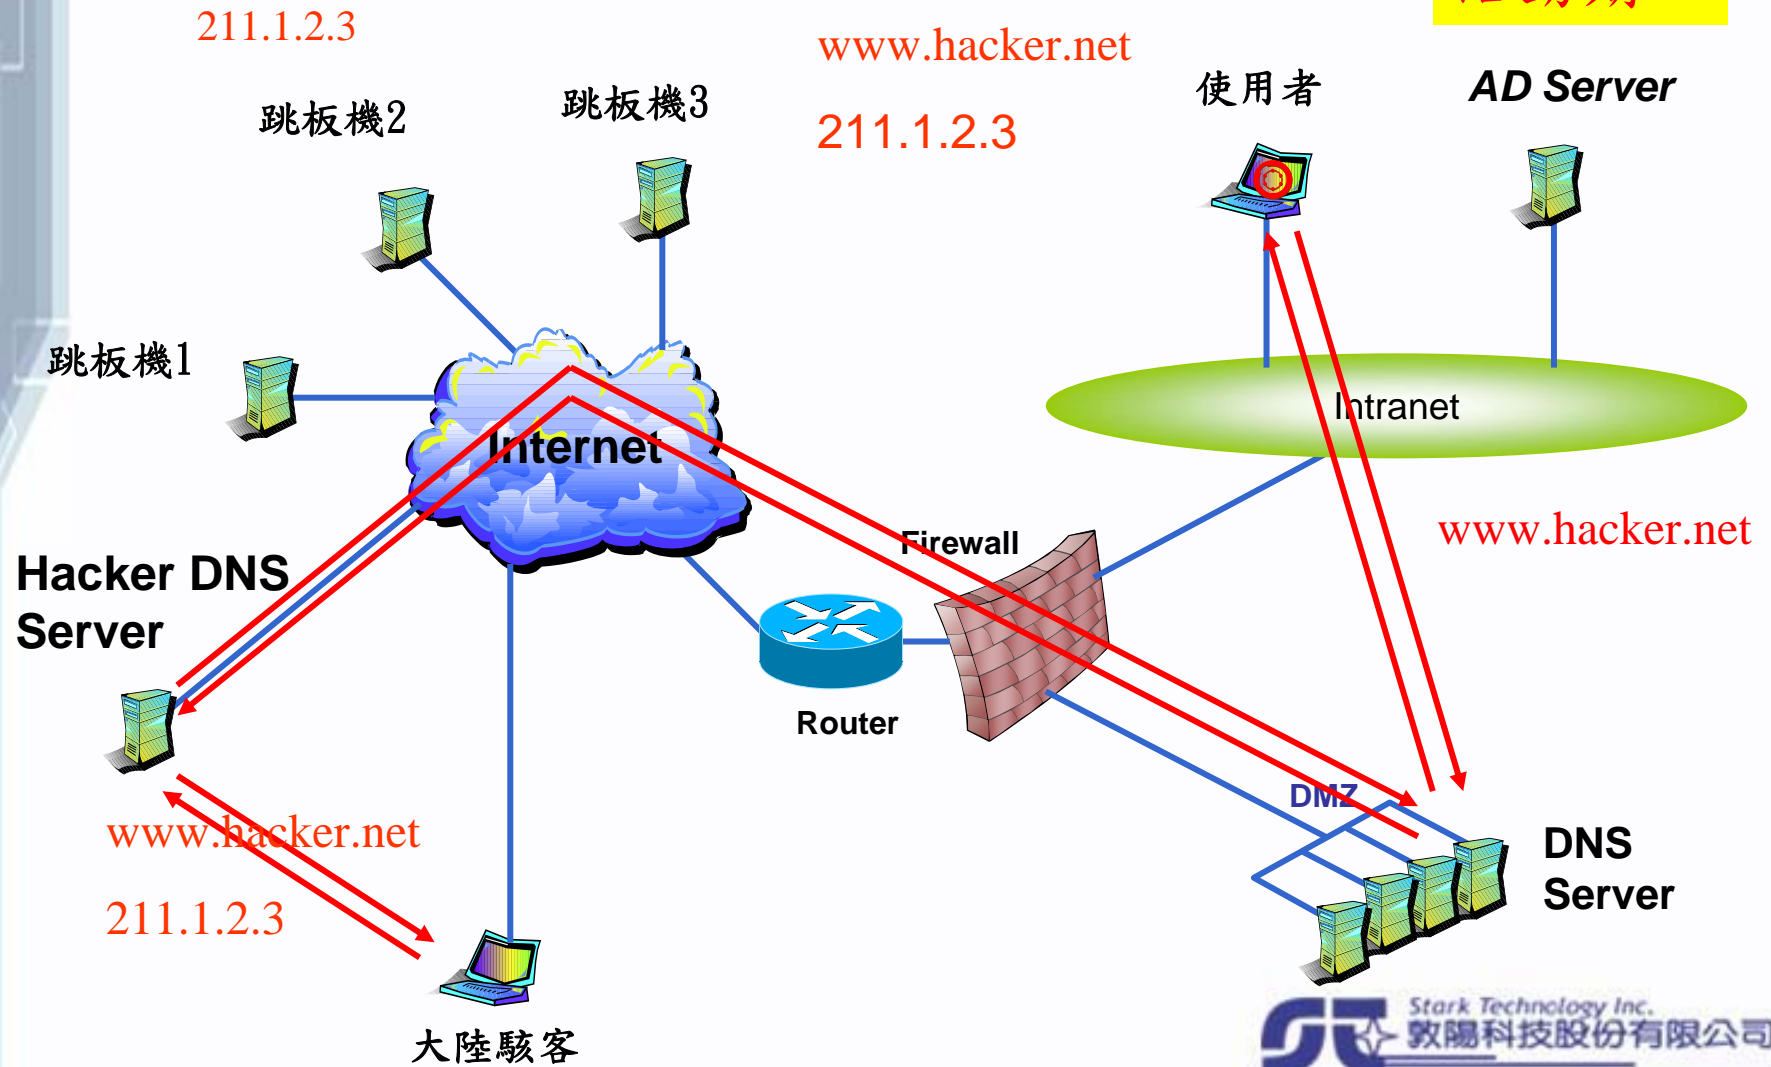 211.1.2.3
www.hacker.net
211.1.2.3
使用者
AD Server
跳板機2
跳板機3
跳板機1
Internet
Intranet
www.hacker.net
Firewall
Hacker DNS
Server
Router
DMZ
www.hacker.net
211.1.2.3
DNS
Server
大陸駭客
Stark Technology Inc.
敦陽科技股份有限公司